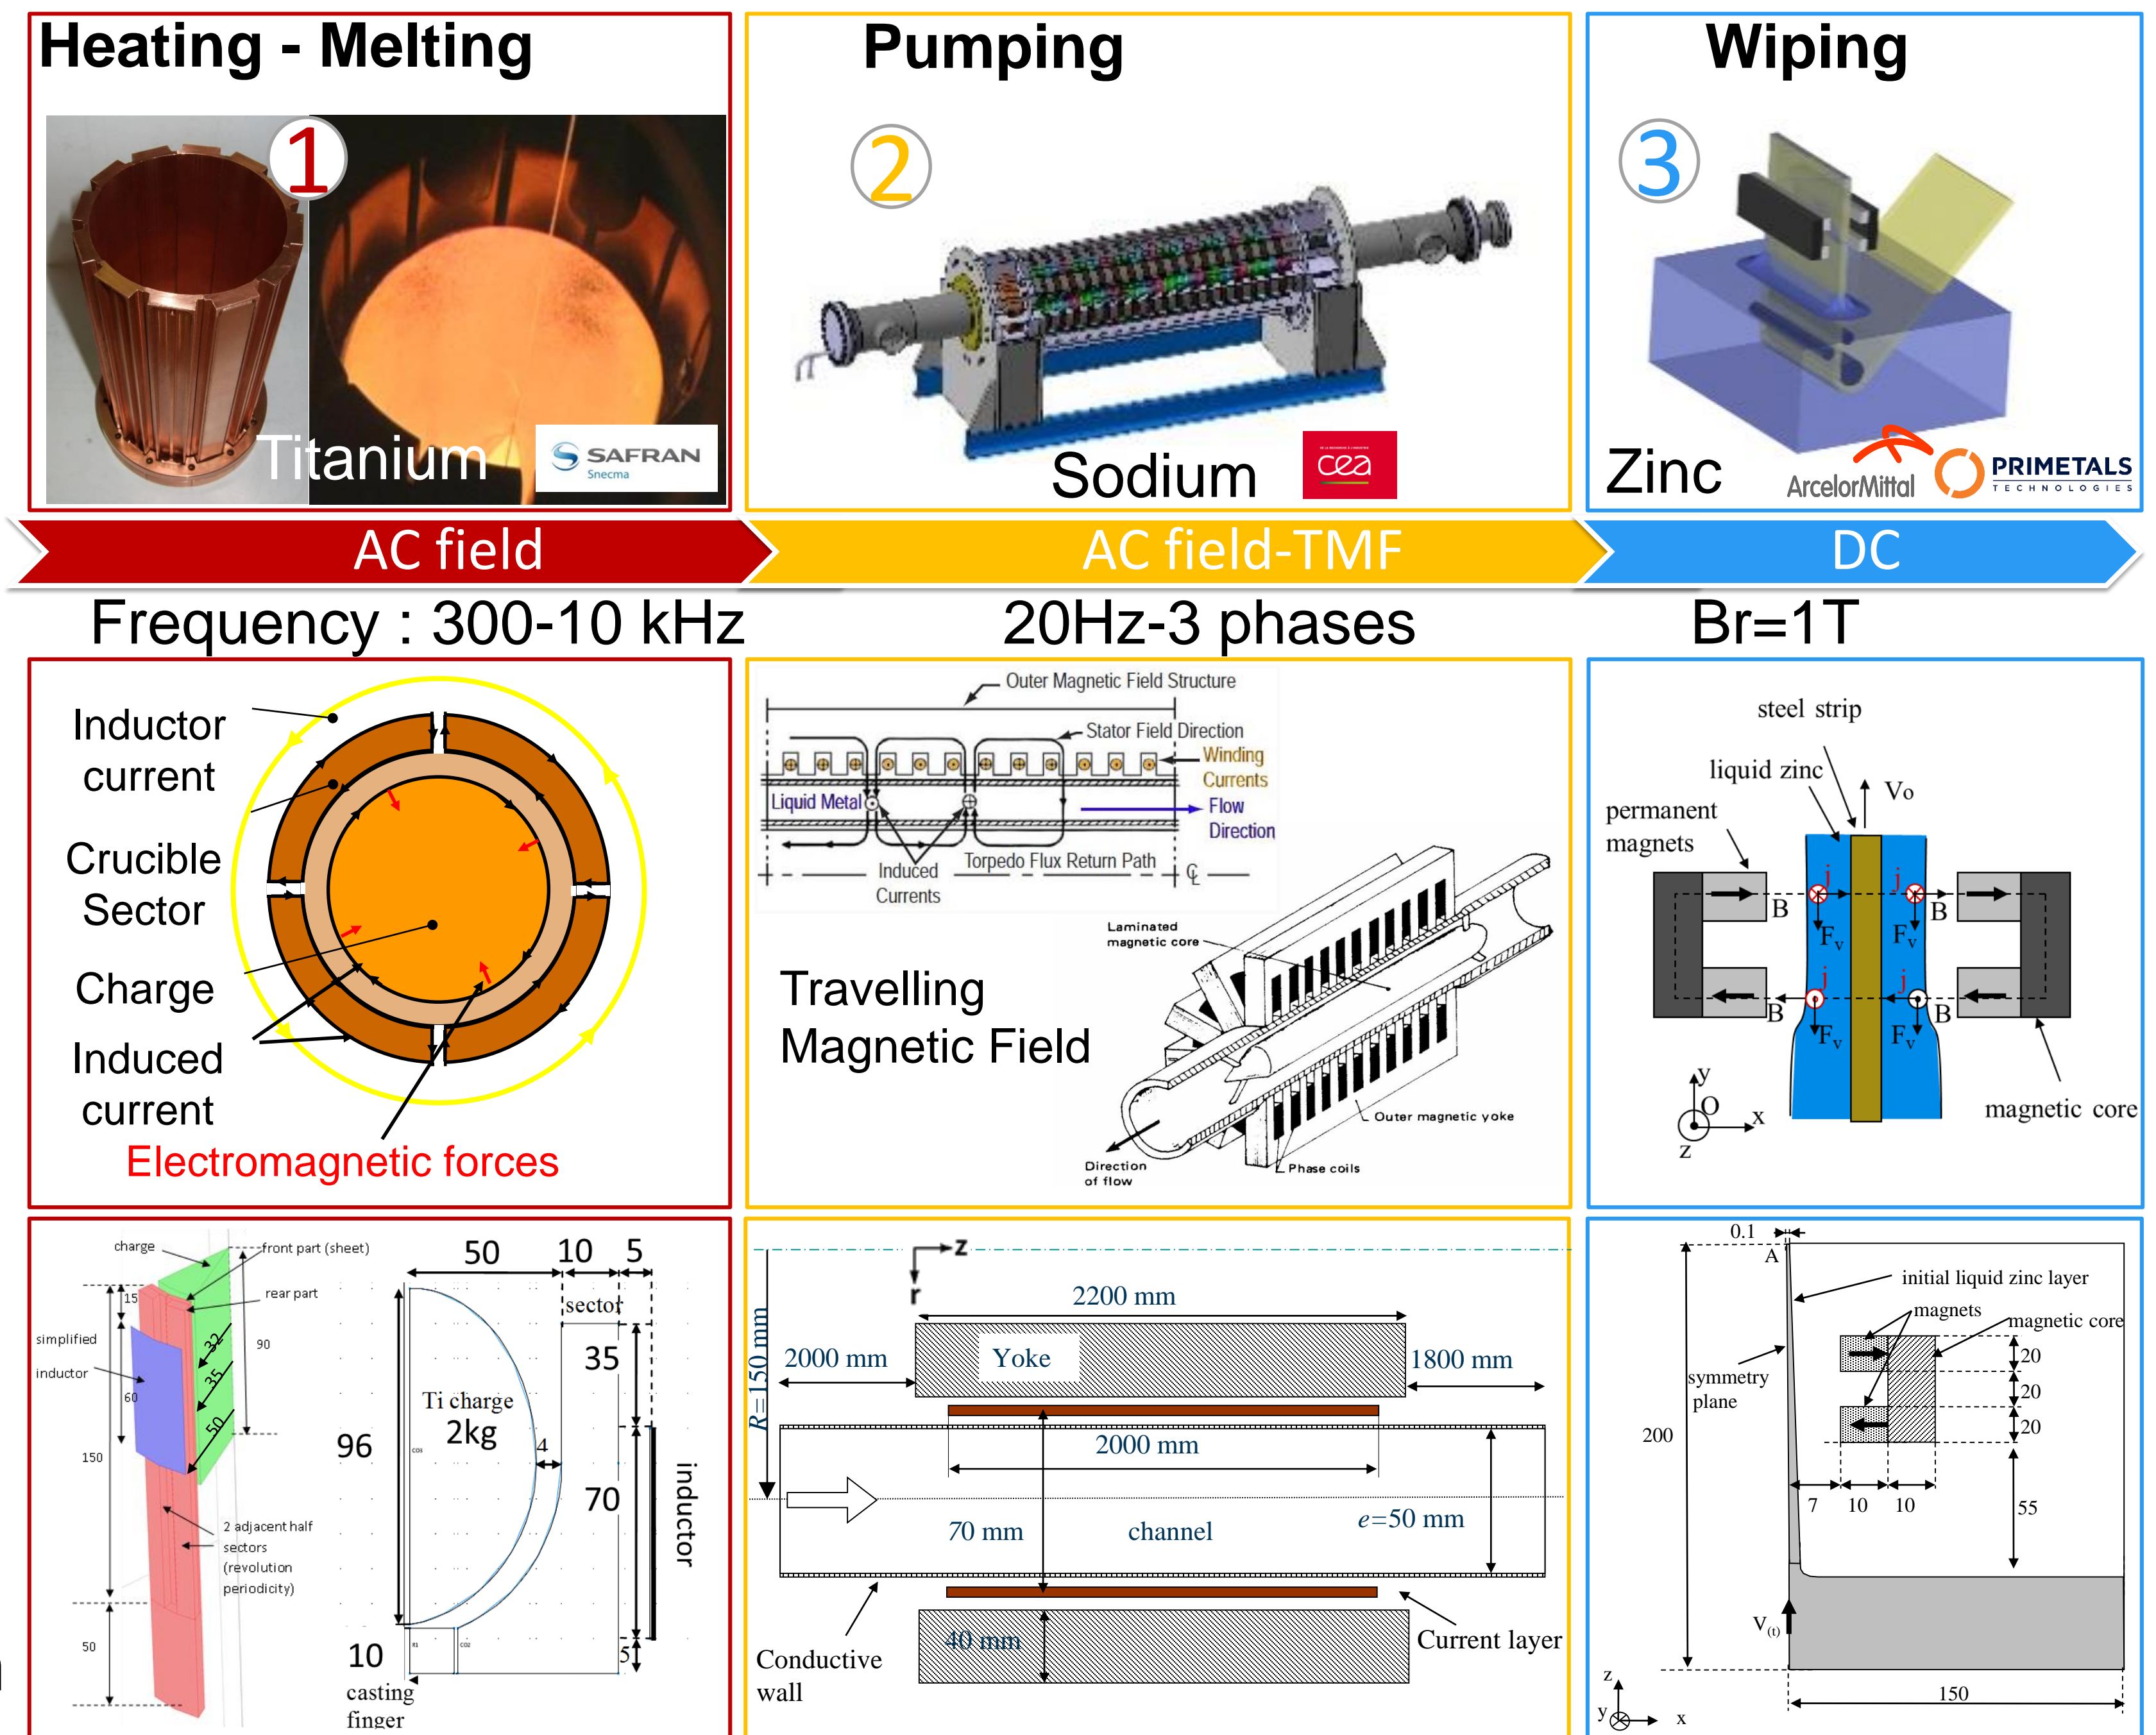 Heating - Melting
1
Titanium
SAFRAN
Snecma
Pumping
2
Sodium
cea
Wiping
3
Zinc
ArcelorMittal
PRIMETALS
TECHNOLOGIES
AC field
AC field-TMF
DC
Frequency : 300-10 kHz
20Hz-3 phases
Br=1T
Inductor
current
Crucible
Sector
Charge
Induced
current
Electromagnetic forces
Outer Magnetic Field Structure
Stator Field Direction
Winding
Currents
Liquid Metal
Flow
Direction
Induced
Currents
Torpedo Flux Return Path
Laminated
magnetic core
Travelling
Magnetic Field
Outer magnetic yoke
Phase coils
Direction
of flow
steel strip
liquid zinc
Vo
permanent
magnets
j
j
B
B
Fv
Fv
j
j
B
B
Fv
Fv
y
O
x
z
magnetic core
charge
front part (sheet)
15
rear part
simplified
inductor
32
35
50
90
60
150
2 adjacent half
sectors
(revolution
periodicity)
50
50
10
5
sector
35
Ti charge
2kg
96
4
70
inductor
10
5
casting
finger
z
r
2200 mm
R=150 mm
2000 mm
Yoke
1800 mm
2000 mm
70 mm
channel
e=50 mm
40 mm
Conductive
wall
Current layer
0.1
A
initial liquid zinc layer
magnets
magnetic core
20
symmetry
plane
20
20
200
7
10
10
55
V(t)
z
y
x
150